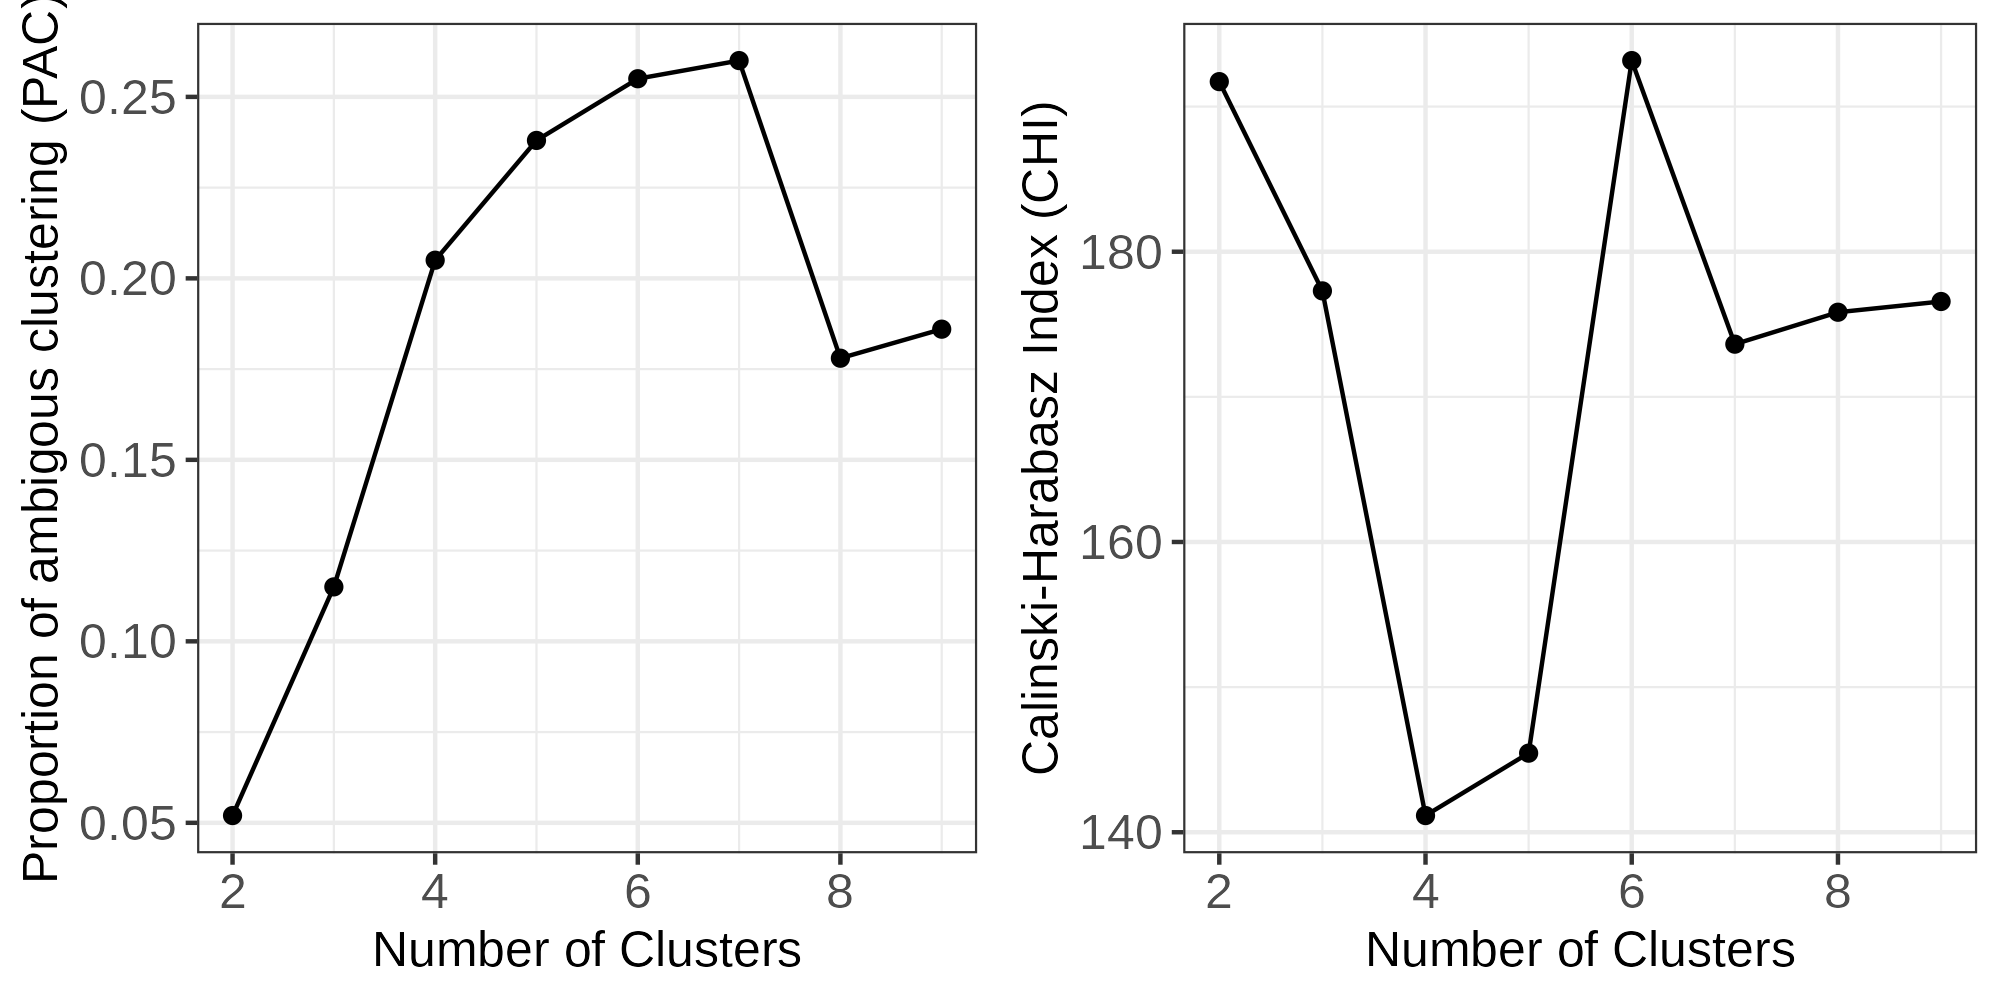 Proportion of ambigous clustering (PAC)
0.25
0.20
0.15
0.10
0.05
2 4 6 8
Number of Clusters
Calinski-Harabasz Index (CHI)
180
160
140
2 4 6 8
Number of Clusters